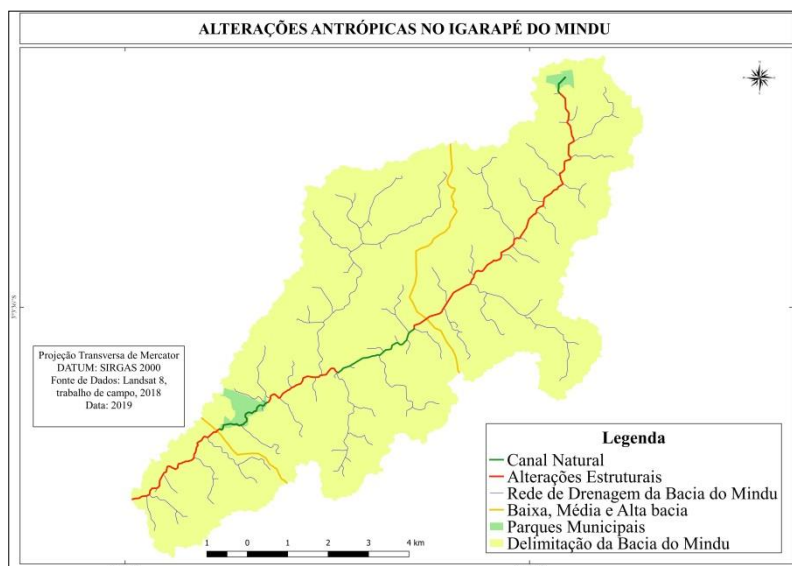 ALTERAÇÕES ANTRÓPICAS NO IGARAPÉ DO MINDU
Projeção Transversa de Mercator
DATUM: SIRGAS 2000
Fonte de Dados: Landsat 8,
trabalho de campo, 2018
Data: 2019
Legenda
Canal Natural
Alterações Estruturais
Rede de Drenagem da Bacia do Mindu
Baixa, Média e Alta bacia
Parques Municipais
Delimitação da Bacia do Mindu
1 0 1 2 3 4 km